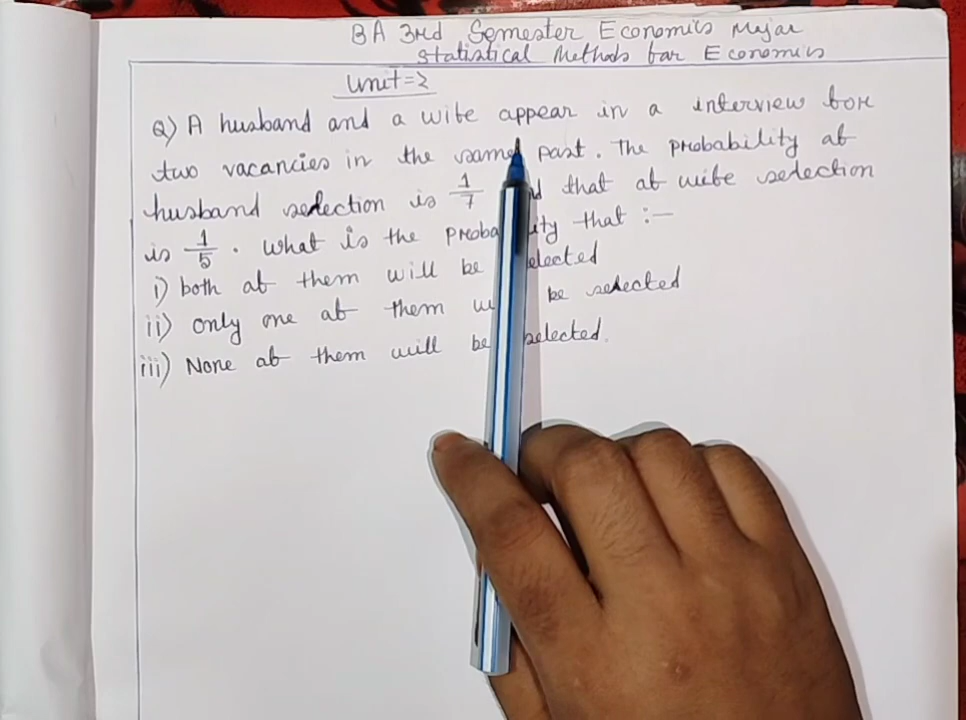 BA 3rd Semester Economics Major
Statistical Methods for Economics
Unit=2
Q) A husband and a wife appear in a interview for
two vacancies in the same post. The probability of
husband selection is 1/7 that of wife selection
is 1/5. What is the that :-
i) both of them will be
ii) only one of them be selected
iii) None of them will be selected.